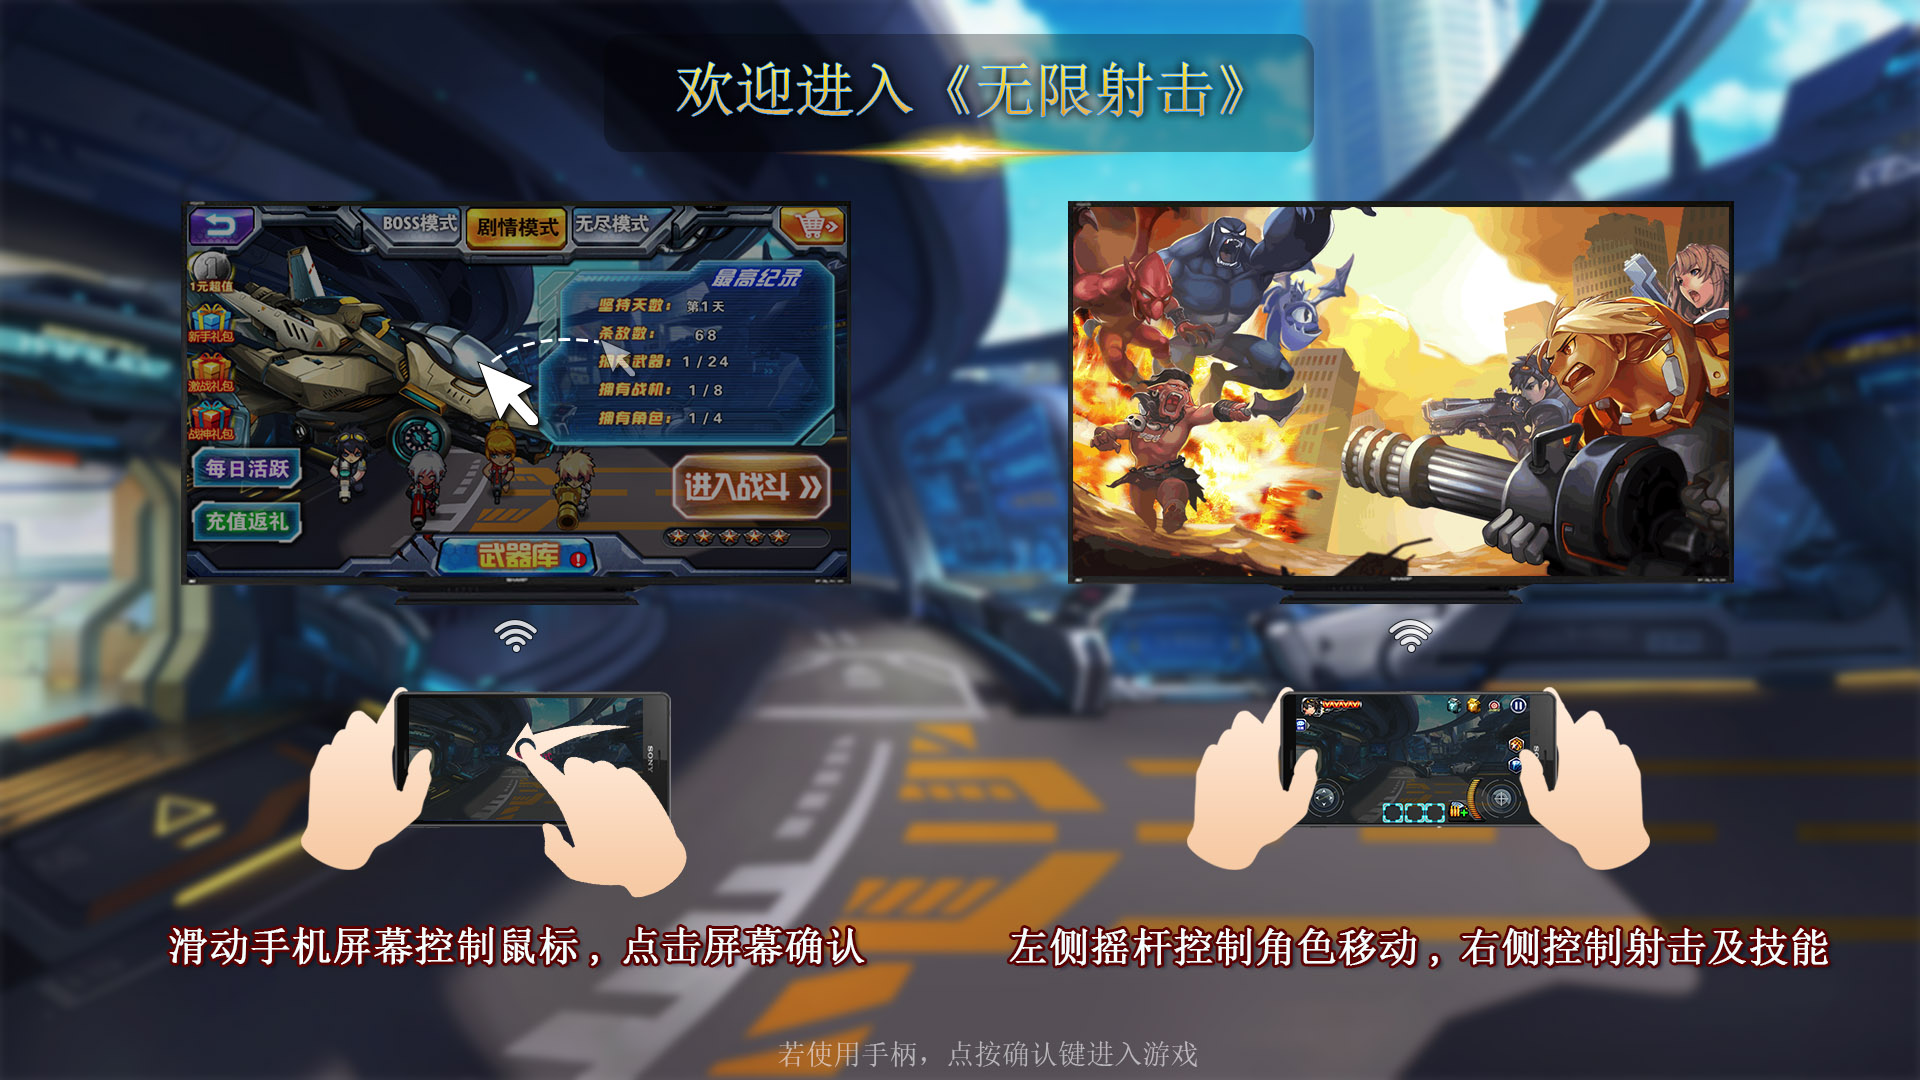 欢迎进入《无限射击》
BOSS模式
剧情模式
无尽模式
1
1元超值
新手礼包
激战礼包
战神礼包
每日活跃
充值返礼
最高纪录
坚持天数： 第1天
杀敌数： 68
拥有武器： 1/24
拥有战机： 1/8
拥有角色： 1/4
进入战斗
武器库
SONY
滑动手机屏幕控制鼠标，点击屏幕确认
左侧摇杆控制角色移动，右侧控制射击及技能
若使用手柄，点按确认键进入游戏